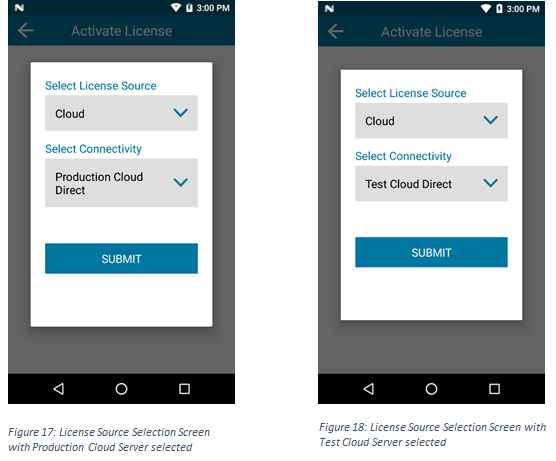 3:00 PM
Activate License
Select License Source
Cloud
Select Connectivity
Production Cloud
Direct
SUBMIT
Figure 17: License Source Selection Screen
with Production Cloud Server selected
3:00 PM
Activate License
Select License Source
Cloud
Select Connectivity
Test Cloud Direct
SUBMIT
Figure 18: License Source Selection Screen with
Test Cloud Server selected